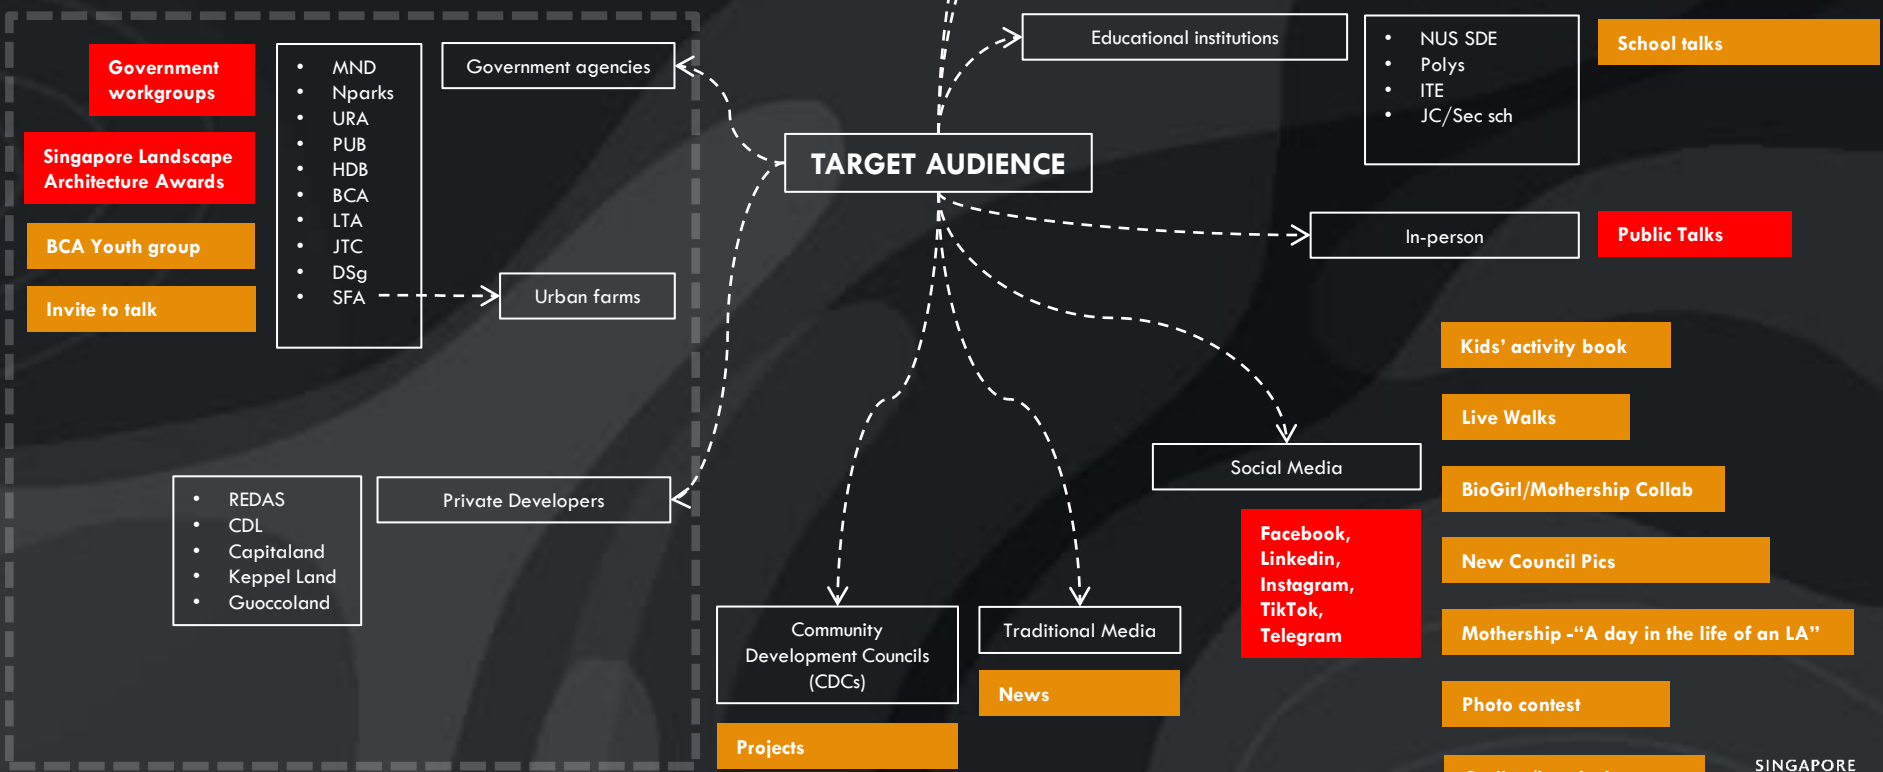 Government
workgroups
Singapore Landscape
Architecture Awards
BCA Youth group
Invite to talk
• MND
• Nparks
• URA
• PUB
• HDB
• BCA
• LTA
• JTC
• DSg
• SFA
Government agencies
Urban farms
• REDAS
• CDL
• Capitaland
• Keppel Land
• Guoccoland
Private Developers
TARGET AUDIENCE
Educational institutions
• NUS SDE
• Polys
• ITE
• JC/Sec sch
School talks
In-person
Public Talks
Social Media
Facebook,
Linkedin,
Instagram,
TikTok,
Telegram
Kids’ activity book
Live Walks
BioGirl/Mothership Collab
New Council Pics
Mothership -“A day in the life of an LA”
Photo contest
Community
Development Councils
(CDCs)
Projects
Traditional Media
News
SINGAPORE